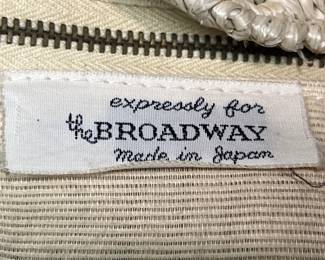 expressly for
the BROADWAY
made in Japan